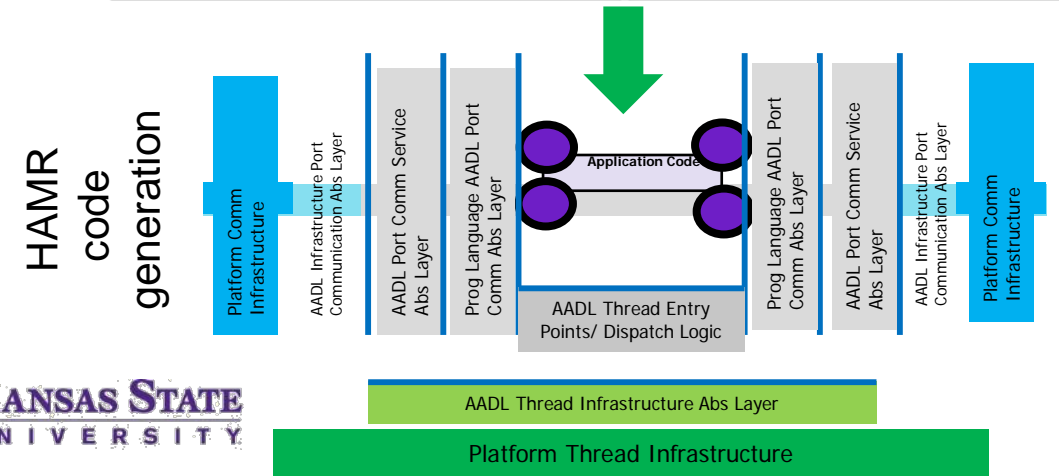 HAMR
code
generation
Platform Comm
Infrastructure
AADL Infrastructure Port
Communication Abs Layer
AADL Port Comm Service
Abs Layer
Prog Language AADL Port
Comm Abs Layer
Application Code
Prog Language AADL Port
Comm Abs Layer
AADL Port Comm Service
Abs Layer
AADL Infrastructure Port
Communication Abs Layer
Platform Comm
Infrastructure
AADL Thread Entry
Points/ Dispatch Logic
ANSAS STATE
N I V E R S I T Y
AADL Thread Infrastructure Abs Layer
Platform Thread Infrastructure